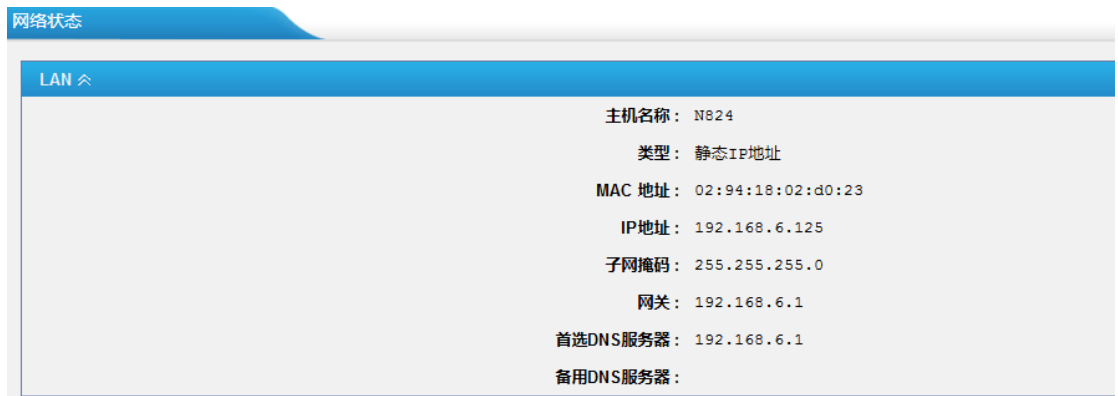 网络状态
LAN
主机名称： N824
类型： 静态IP地址
MAC 地址： 02:94:18:02:d0:23
IP地址： 192.168.6.125
子网掩码： 255.255.255.0
网关： 192.168.6.1
首选DNS服务器： 192.168.6.1
备用DNS服务器：